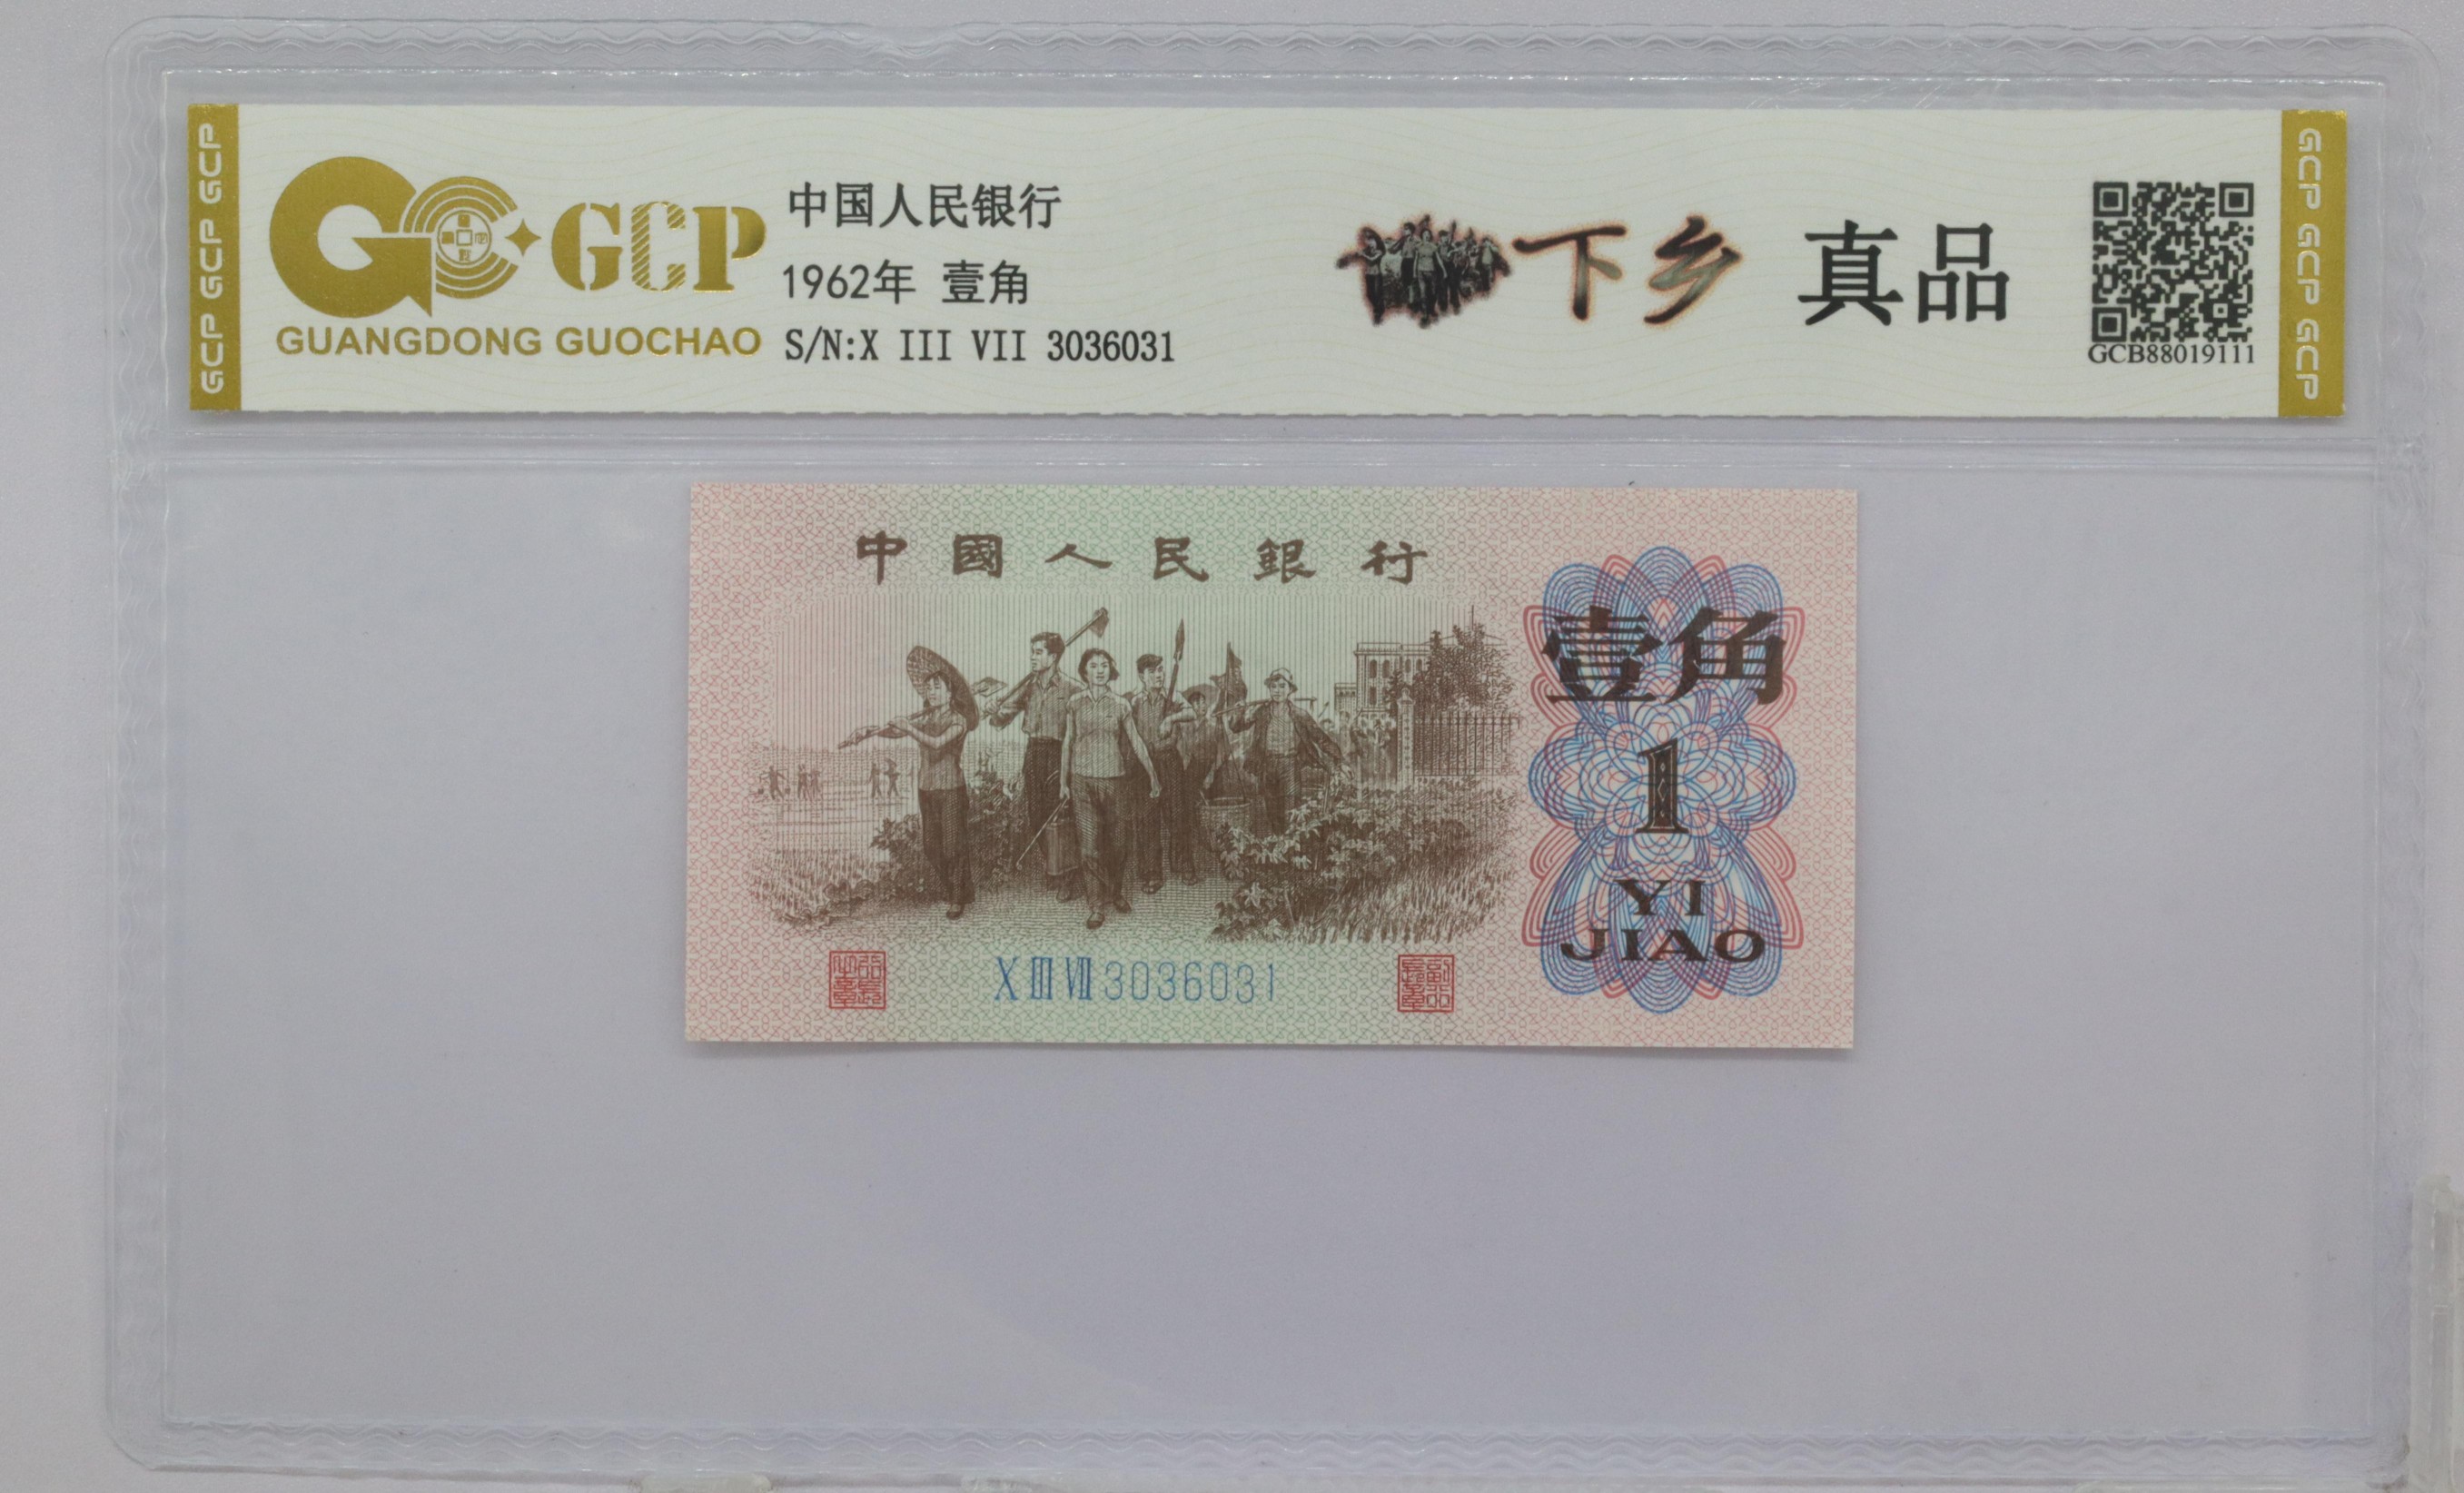 GCP GCP GCP
GCP
GUANGDONG GUOCHAO
中国人民银行
1962年 壹角
S/N:X III VII 3036031
下乡 真品
GCB88019111
GCP GCP GCP
中國人民銀行
壹角
1
YI
JIAO
X III VII 3036031